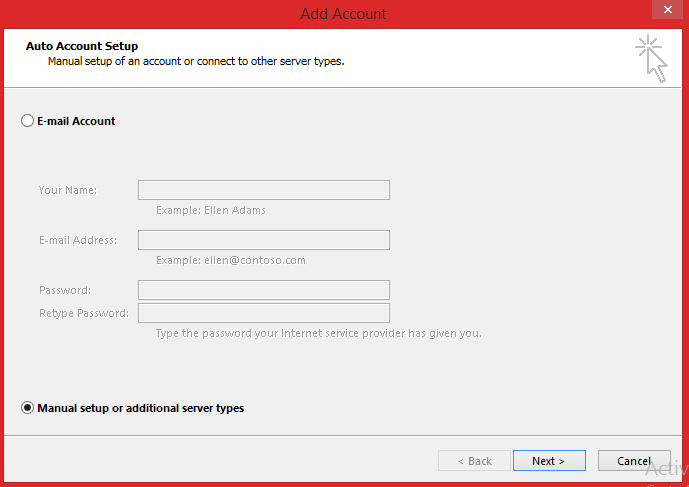 Add Account
Auto Account Setup
Manual setup of an account or connect to other server types.
E-mail Account
Your Name:
Example: Ellen Adams
E-mail Address:
Example: ellen@contoso.com
Password:
Retype Password:
Type the password your Internet service provider has given you.
Manual setup or additional server types
< Back Next > Cancel